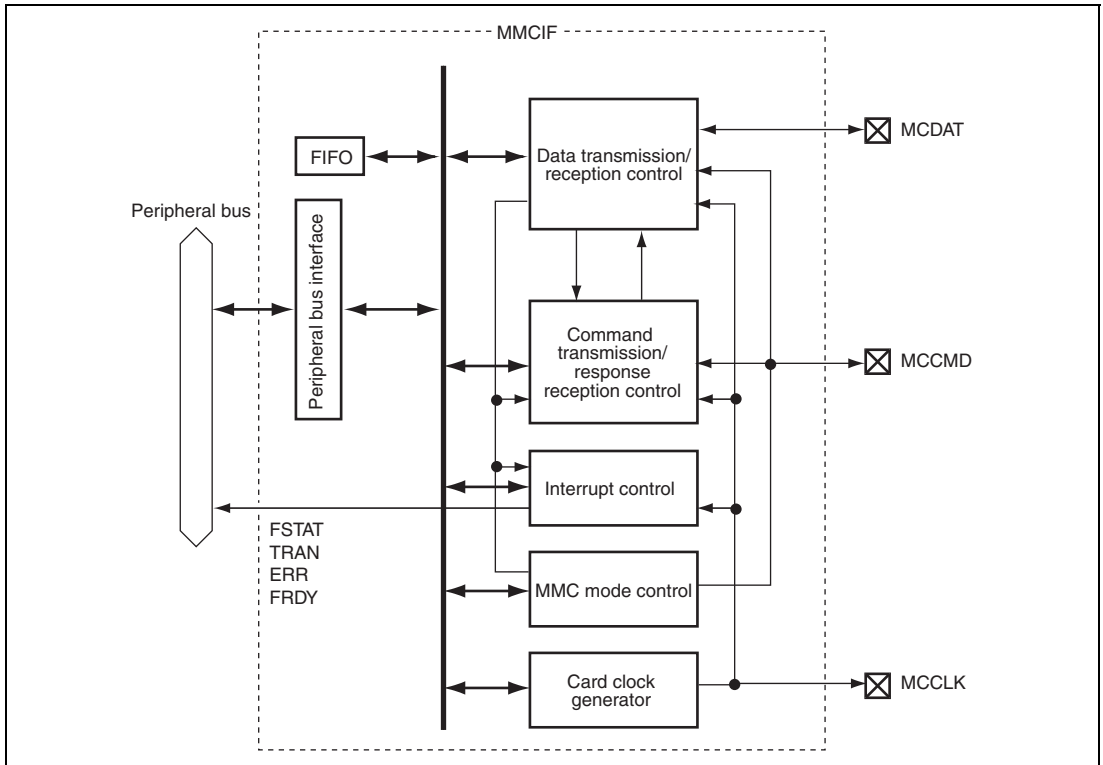 MMCIF
MCDAT
FIFO
Data transmission/
reception control
Peripheral bus
Peripheral bus interface
Command
transmission/
response
reception control
MCCMD
Interrupt control
FSTAT
TRAN
ERR
FRDY
MMC mode control
Card clock
generator
MCCLK